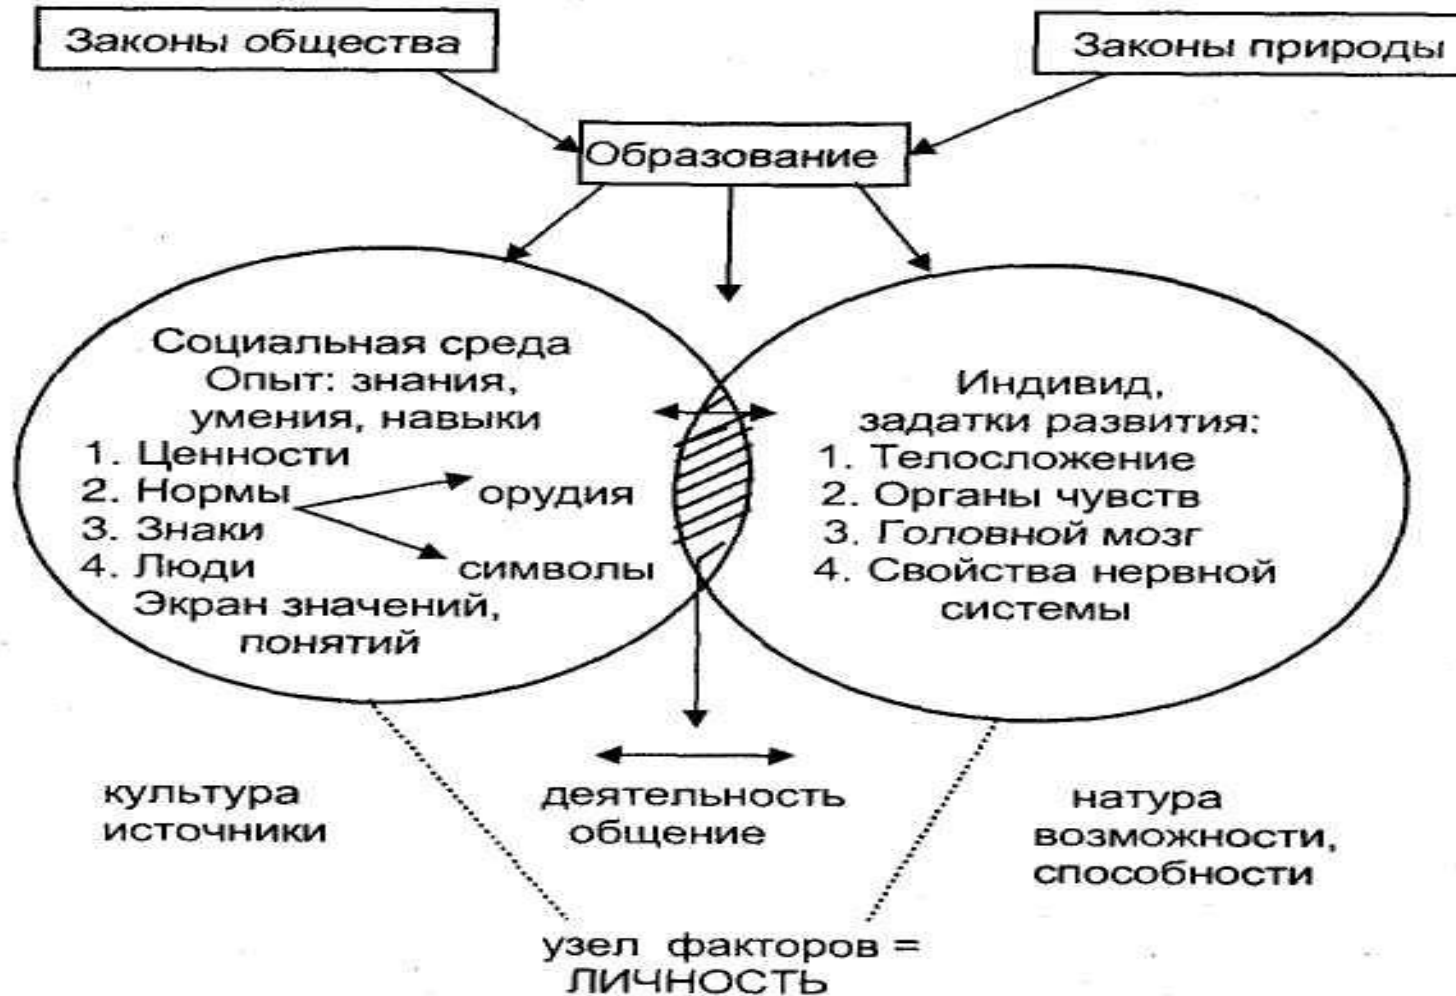 Законы общества
Законы природы
Образование
Социальная среда
Опыт: знания,
умения, навыки
1. Ценности
2. Нормы
орудия
3. Знаки
4. Люди
символы
Экран значений,
понятий
Индивид,
задатки развития:
1. Телосложение
2. Органы чувств
3. Головной мозг
4. Свойства нервной
системы
культура
источники
деятельность
общение
натура
возможности,
способности
узел факторов =
ЛИЧНОСТЬ